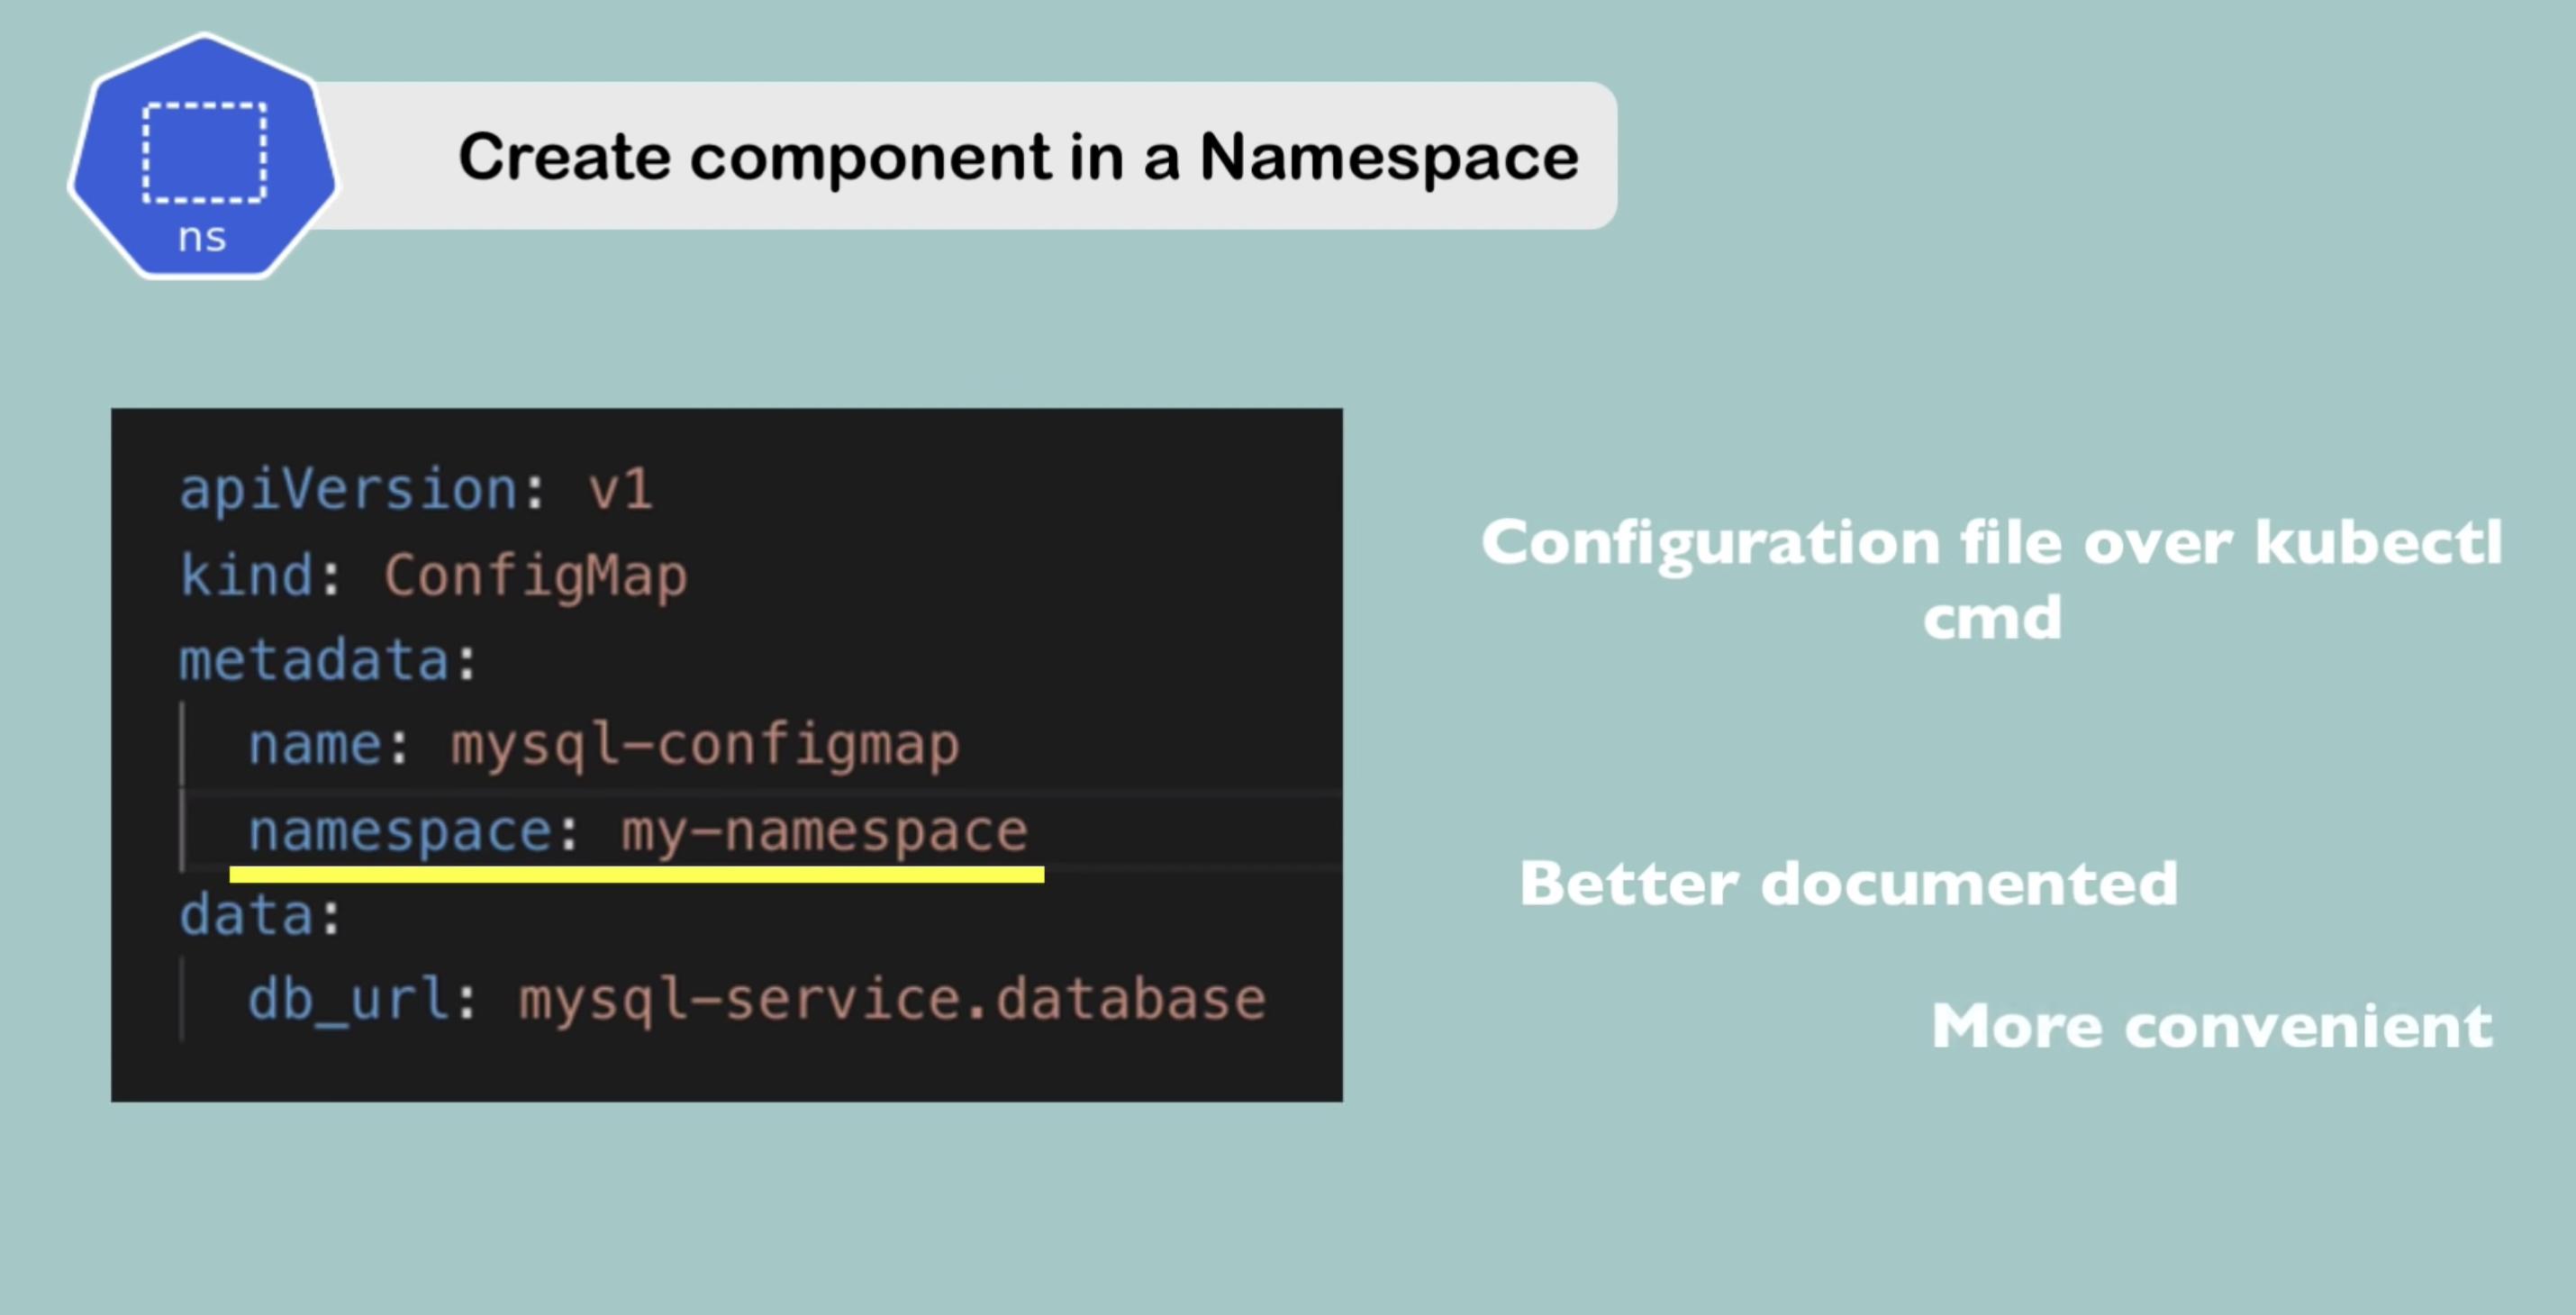 ns
Create component in a Namespace
apiVersion: v1
kind: ConfigMap
metadata:
  name: mysql-configmap
  namespace: my-namespace
data:
  db_url: mysql-service.database
Configuration file over kubectl
cmd
Better documented
More convenient